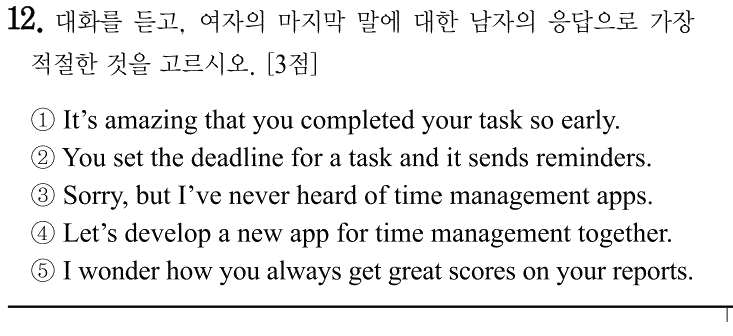 12. 대화를 듣고, 여자의 마지막 말에 대한 남자의 응답으로 가장
적절한 것을 고르시오. [3점]
① It’s amazing that you completed your task so early.
② You set the deadline for a task and it sends reminders.
③ Sorry, but I’ve never heard of time management apps.
④ Let’s develop a new app for time management together.
⑤ I wonder how you always get great scores on your reports.